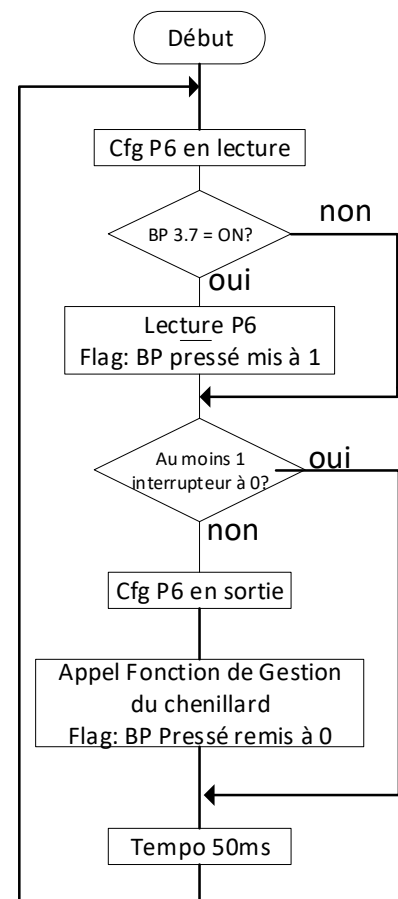 Début
Cfg P6 en lecture
BP 3.7 = ON?
non
oui
Lecture P6
Flag: BP pressé mis à 1
Au moins 1
interrupteur à 0?
oui
non
Cfg P6 en sortie
Appel Fonction de Gestion
du chenillard
Flag: BP Pressé remis à 0
Tempo 50ms